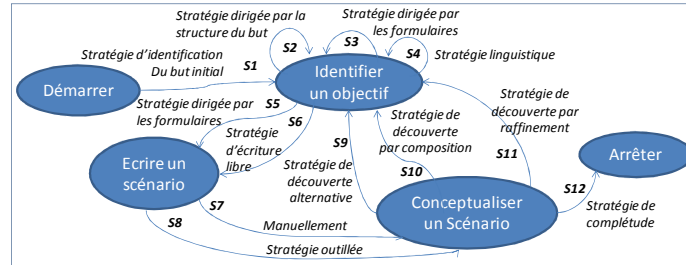 Stratégie dirigée par la
structure du but
S2
S3
Stratégie dirigée par
les formulaires
S4
Stratégie linguistique
Stratégie d'identification
Du but initial
S1
Démarrer
Identifier
un objectif
Stratégie dirigée par
les formulaires
S5
S6
Stratégie
d'écriture
libre
Ecrire un
scénario
S9
Stratégie de
découverte
alternative
Stratégie de
découverte
par composition
S10
Stratégie de
découverte par
raffinement
S11
Arrêter
S12
Stratégie de
complétude
Conceptualiser
un Scénario
S7
Manuellement
S8
Stratégie outillée